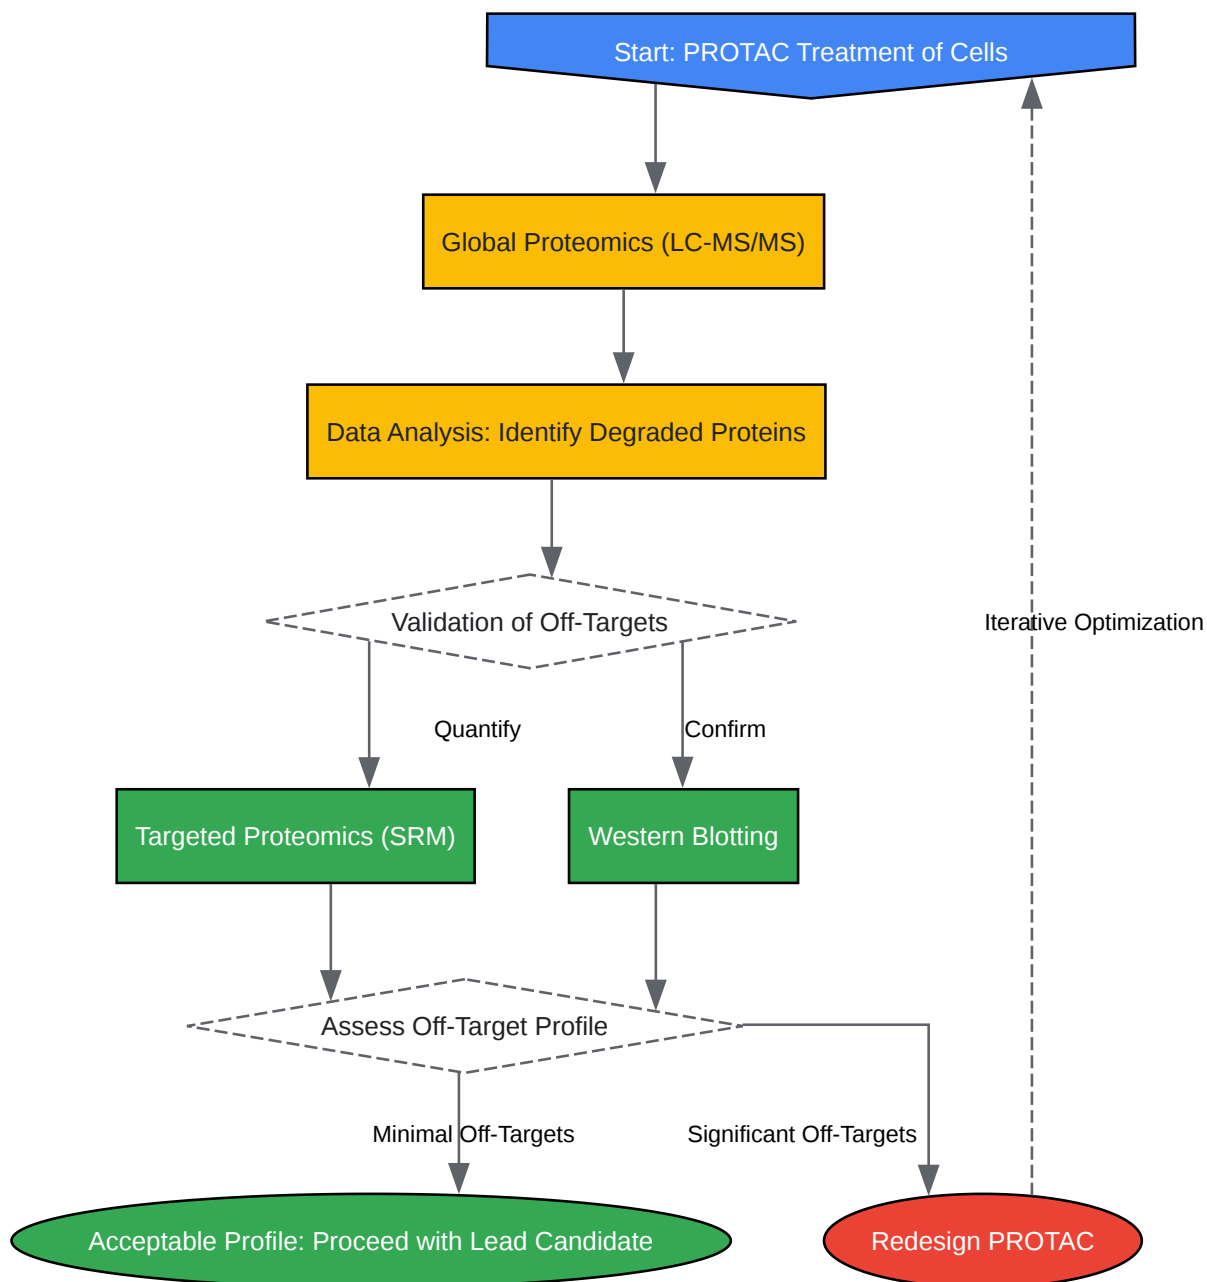 Start: PROTAC Treatment of Cells
Global Proteomics (LC-MS/MS)
Data Analysis: Identify Degraded Proteins
Validation of Off-Targets
Iterative Optimization
Quantify
Confirm
Targeted Proteomics (SRM)
Western Blotting
Assess Off-Target Profile
Minimal Off-Targets
Significant Off-Targets
Acceptable Profile: Proceed with Lead Candidate
Redesign PROTAC